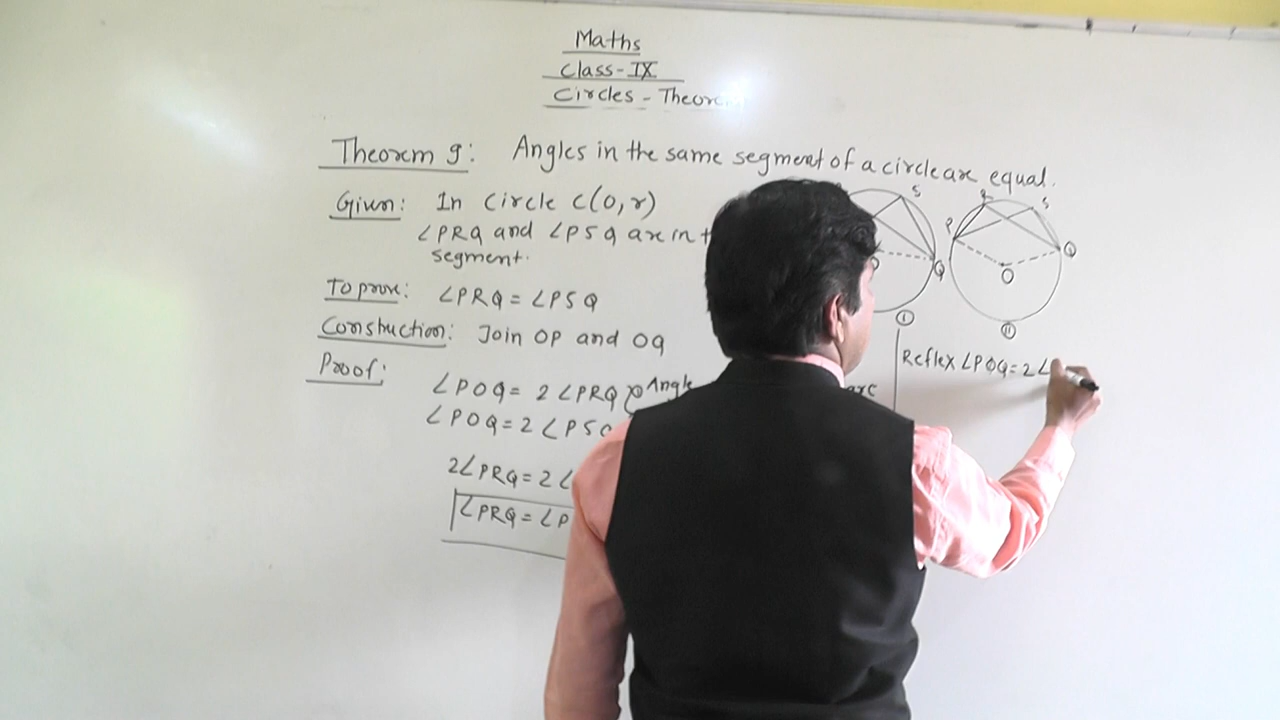 Maths
Class-IX
Circles - Theorem
Theorem 9: Angles in the same segment of a circle are equal.
Given: In Circle C(O,r)
∠PRQ and ∠PSQ are in
segment.
To prove: ∠PRQ = ∠PSQ
Construction: Join OP and OQ
Proof:
∠POQ = 2 ∠PRQ Angle
∠POQ = 2 ∠PSQ
2∠PRQ = 2∠
∠PRQ = ∠P
S
Q
I
P
R
S
Q
O
II
arc
Reflex ∠POQ = 2∠